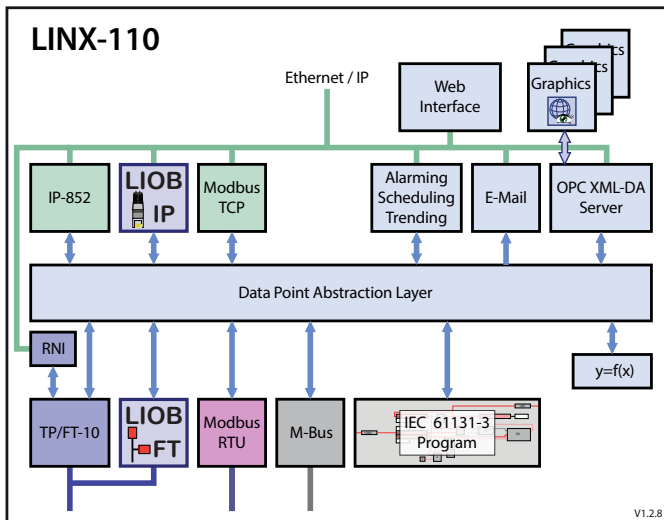 LINX-110
Ethernet / IP
Web
Interface
Graphics
Graphics
Graphics
IP-852
LIOB
IP
Modbus
TCP
Alarming
Scheduling
Trending
E-Mail
OPC XML-DA
Server
Data Point Abstraction Layer
RNI
y=f(x)
TP/FT-10
LIOB
FT
Modbus
RTU
M-Bus
IEC 61131-3
Program
V1.2.8